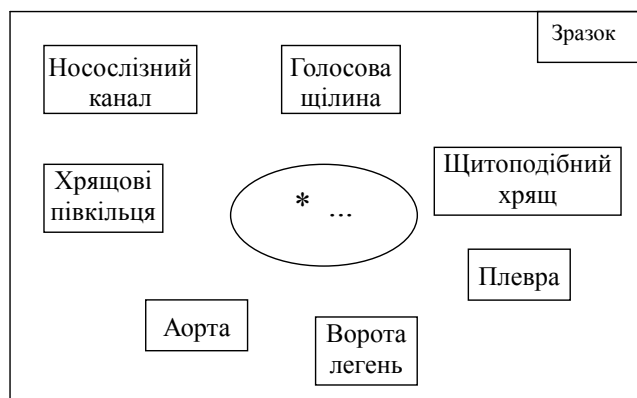 Зразок
Носослізний
канал
Голосова
щілина
Хрящові
півкільця
* ...
Щитоподібний
хрящ
Плевра
Аорта
Ворота
легень